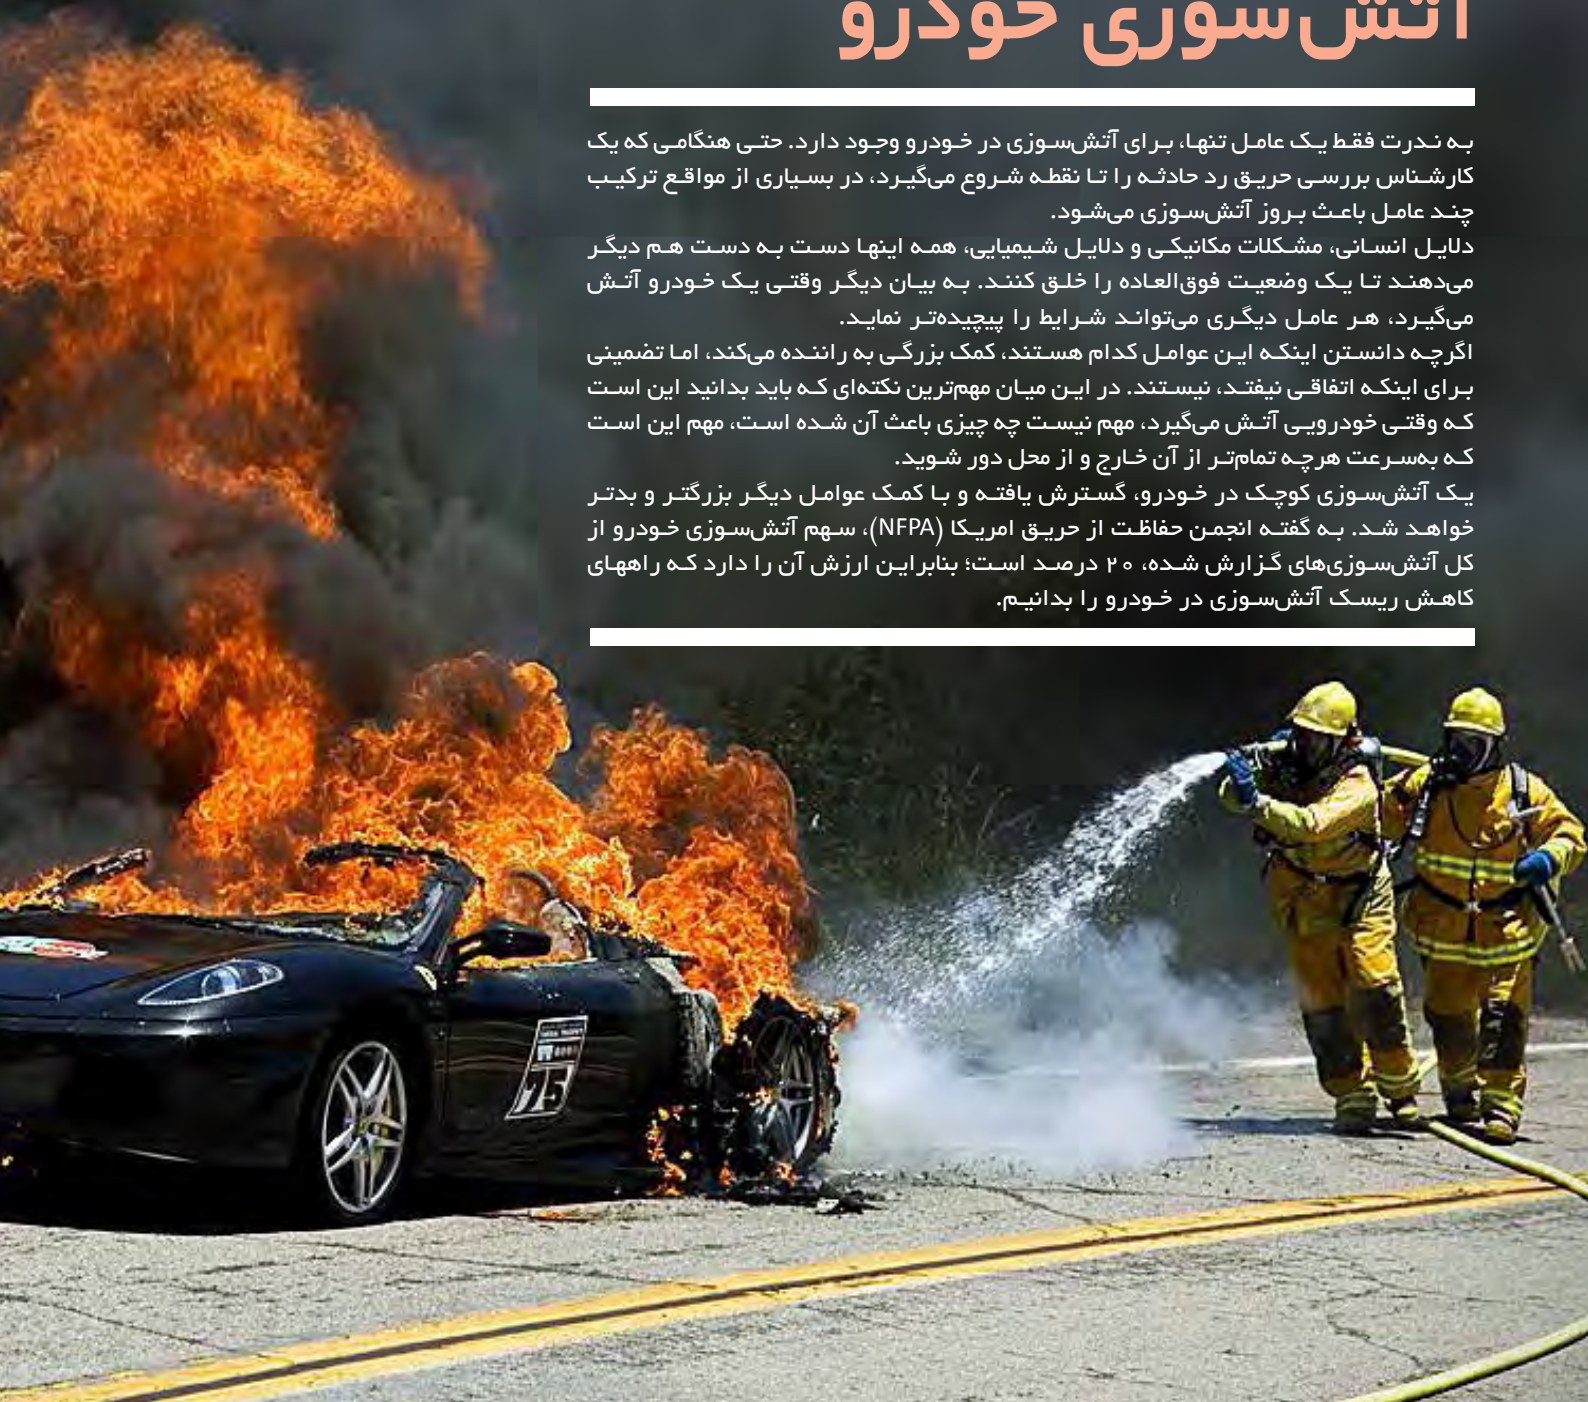 آتش‌سوزی خودرو
به ندرت فقط یک عامل تنها، برای آتش‌سوزی در خودرو وجود دارد. حتی هنگامی که یک
کارشناس بررسی حریق رد حادثه را تا نقطه شروع می‌گیرد، در بسیاری از مواقع ترکیب
چند عامل باعث بروز آتش‌سوزی می‌شود.
دلایل انسانی، مشکلات مکانیکی و دلایل شیمیایی، همه اینها دست به دست هم دیگر
می‌دهند تا یک وضعیت فوق‌العاده را خلق کنند. به بیان دیگر وقتی یک خودرو آتش
می‌گیرد، هر عامل دیگری می‌تواند شرایط را پیچیده‌تر نماید.
اگرچه دانستن اینکه این عوامل کدام هستند، کمک بزرگی به راننده می‌کند، اما تضمینی
برای اینکه اتفاقی نیفتد، نیستند. در این میان مهم‌ترین نکته‌ای که باید بدانید این است
که وقتی خودرویی آتش می‌گیرد، مهم نیست چه چیزی باعث آن شده است، مهم این است
که به‌سرعت هرچه تمام‌تر از آن خارج و از محل دور شوید.
یک آتش‌سوزی کوچک در خودرو، گسترش یافته و با کمک عوامل دیگر بزرگتر و بدتر
خواهد شد. به گفته انجمن حفاظت از حریق امریکا (NFPA)، سهم آتش‌سوزی خودرو از
کل آتش‌سوزی‌های گزارش شده، ۲۰ درصد است؛ بنابراین ارزش آن را دارد که راههای
کاهش ریسک آتش‌سوزی در خودرو را بدانیم.
75